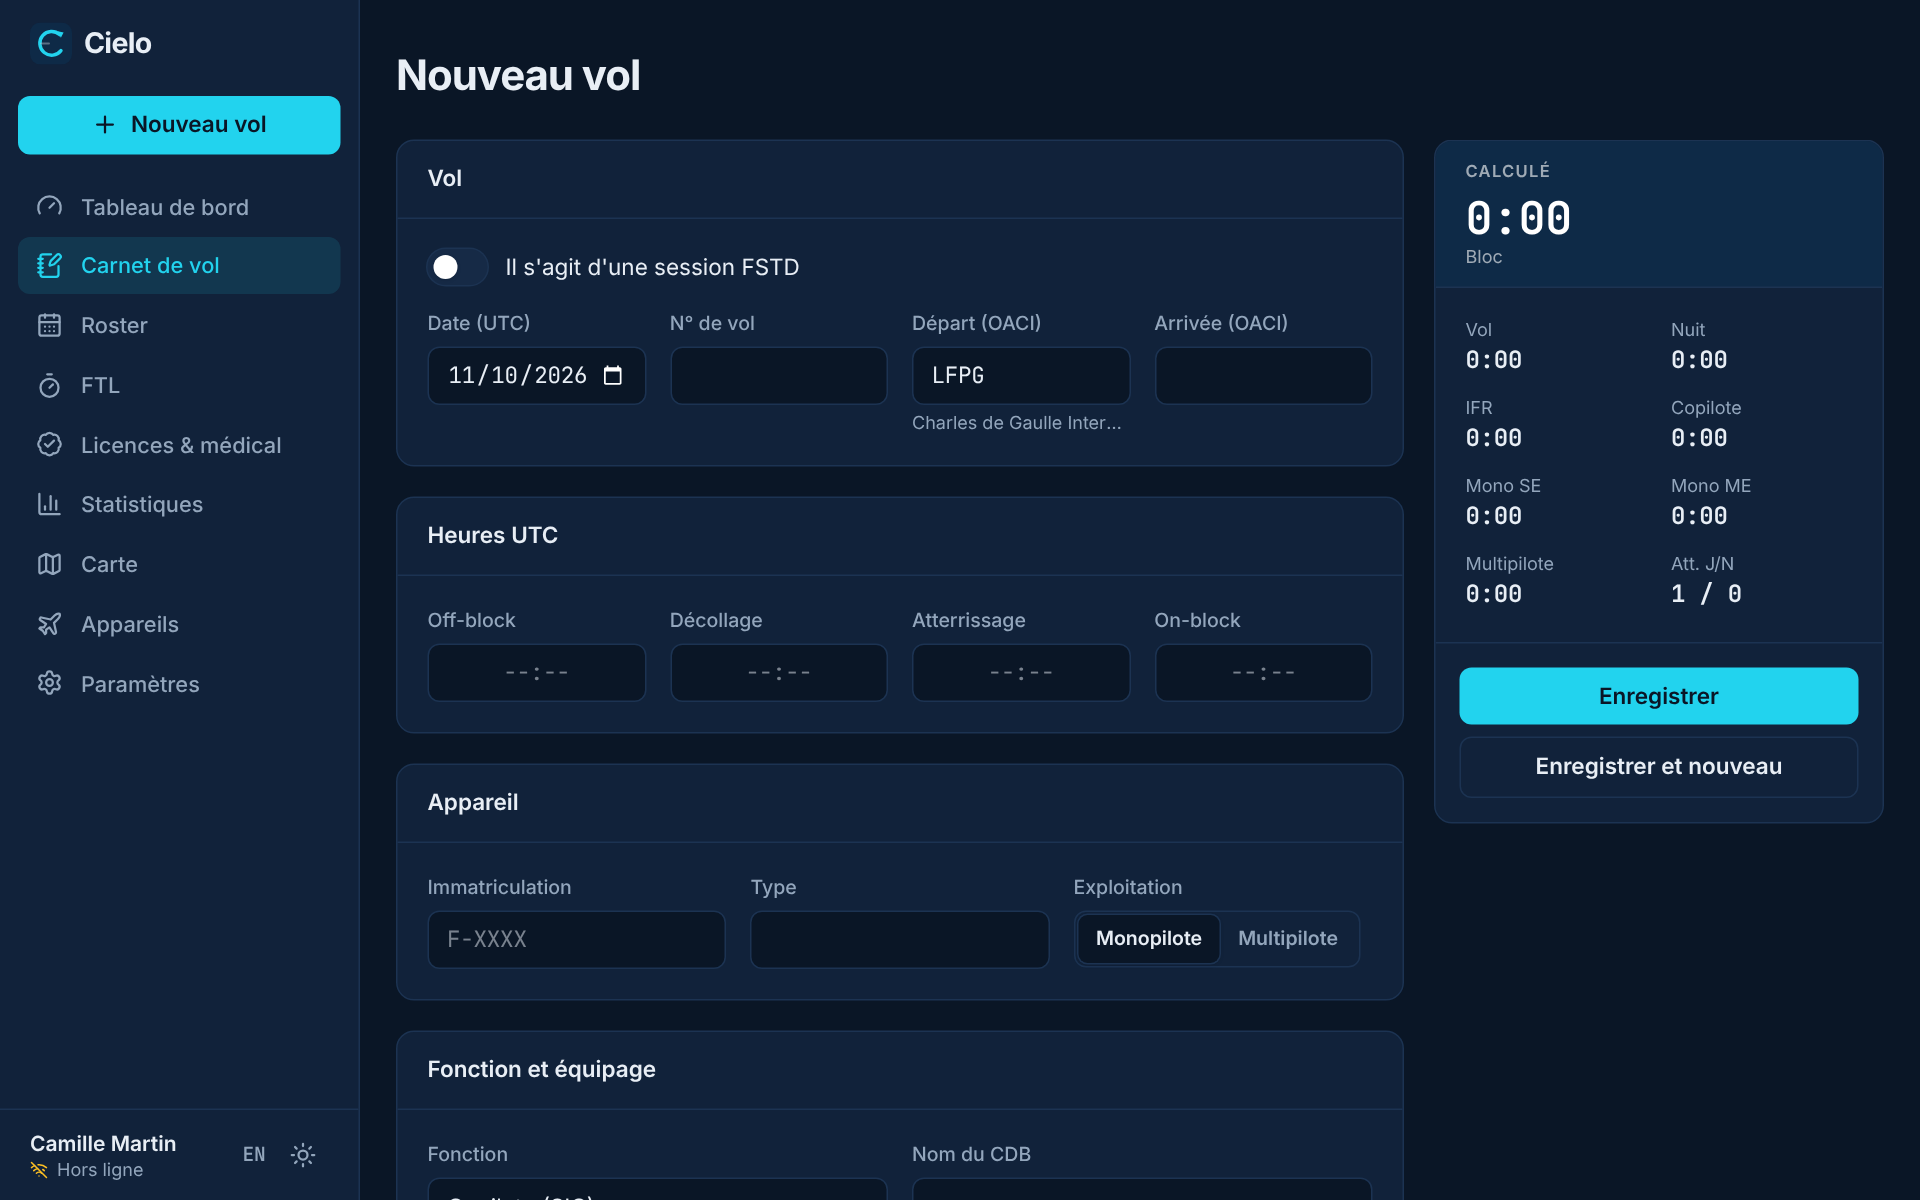 Cielo
Nouveau vol
Tableau de bord
Carnet de vol
Roster
FTL
Licences & médical
Statistiques
Carte
Appareils
Paramètres
Camille Martin
Hors ligne
EN
Nouveau vol
Vol
Il s'agit d'une session FSTD
Date (UTC)
N° de vol
Départ (OACI)
Arrivée (OACI)
11/10/2026
LFPG
Charles de Gaulle Inter...
Heures UTC
Off-block
Décollage
Atterrissage
On-block
--:--
--:--
--:--
--:--
Appareil
Immatriculation
Type
Exploitation
F-XXXX
Monopilote
Multipilote
Fonction et équipage
Fonction
Nom du CDB
CALCULÉ
0:00
Bloc
Vol
Nuit
0:00
0:00
IFR
Copilote
0:00
0:00
Mono SE
Mono ME
0:00
0:00
Multipilote
Att. J/N
0:00
1 / 0
Enregistrer
Enregistrer et nouveau